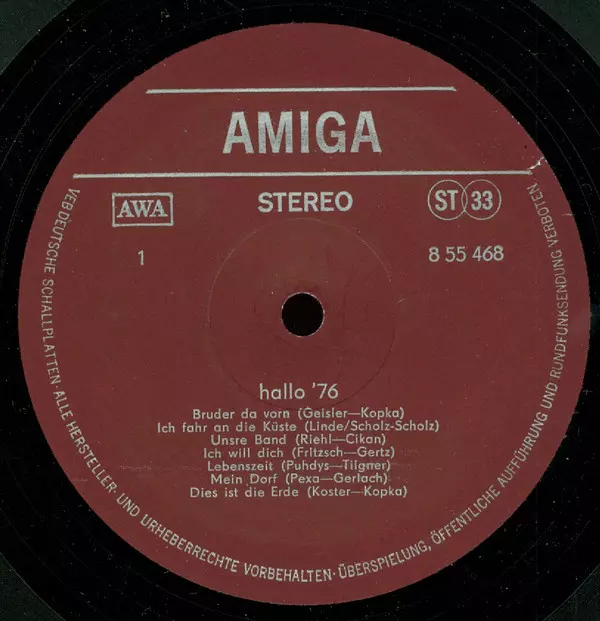 AMIGA
AWA
STEREO
ST 33
1
8 55 468
hallo '76
Bruder da vorn (Geisler—Kopka)
Ich fahr an die Küste (Linde/Scholz-Scholz)
Unsre Band (Riehl—Cikan)
Ich will dich (Fritzsch—Gertz)
Lebenszeit (Puhdys—Tilgner)
Mein Dorf (Pexa—Gerlach)
Dies ist die Erde (Koster—Kopka)
VEB DEUTSCHE SCHALLPLATTEN · ALLE HERSTELLER- UND URHEBERRECHTE VORBEHALTEN · ÜBERSPIELUNG, ÖFFENTLICHE AUFFÜHRUNG UND RUNDFUNKSENDUNG VERBOTEN